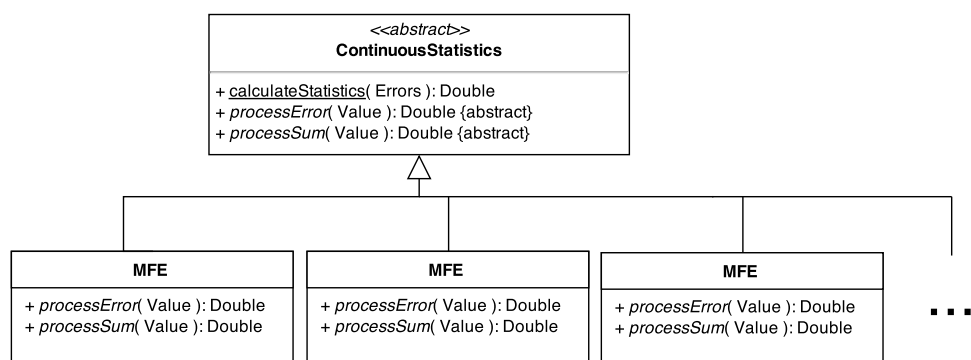 <<abstract>>
ContinuousStatistics
+ calculateStatistics( Errors ): Double
+ processError( Value ): Double {abstract}
+ processSum( Value ): Double {abstract}
MFE
+ processError( Value ): Double
+ processSum( Value ): Double
MFE
+ processError( Value ): Double
+ processSum( Value ): Double
MFE
+ processError( Value ): Double
+ processSum( Value ): Double
...